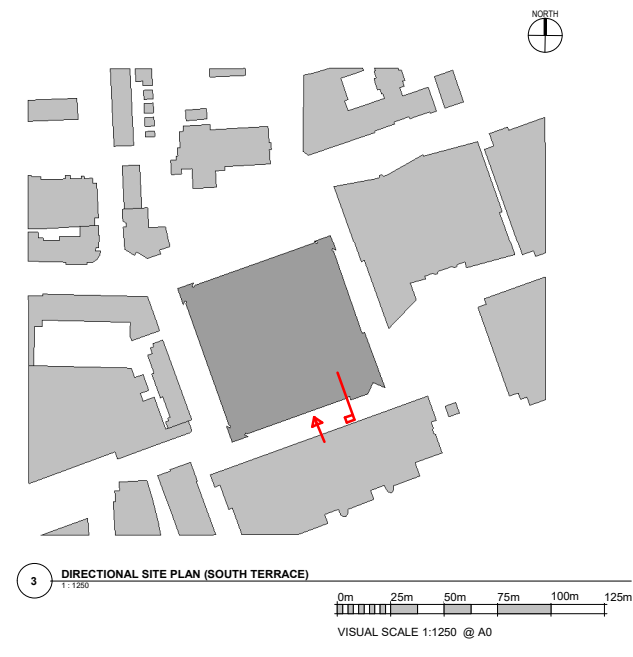 NORTH
3
DIRECTIONAL SITE PLAN (SOUTH TERRACE)
1 : 1250
0m 25m 50m 75m 100m 125m
VISUAL SCALE 1:1250 @ A0